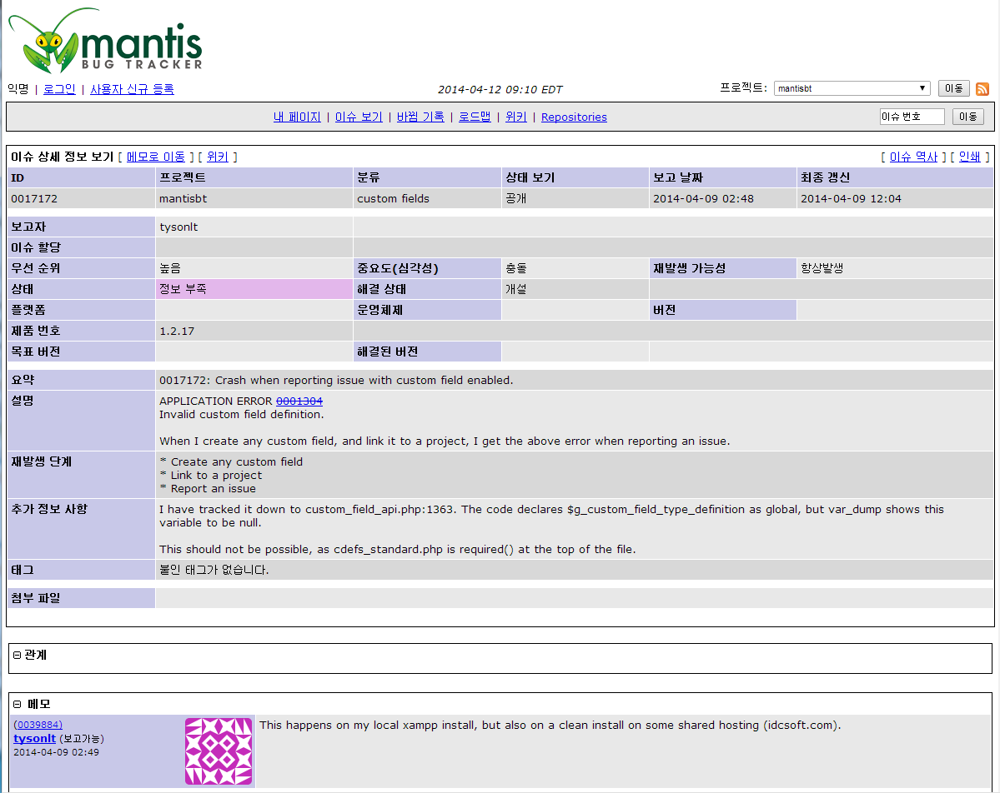 mantis
BUG TRACKER
익명 | 로그인 | 사용자 신규 등록
2014-04-12 09:10 EDT
프로젝트: mantisbt 이동
내 페이지 | 이슈 보기 | 바뀜 기록 | 로드맵 | 위키 | Repositories
이슈 번호 이동
이슈 상세 정보 보기 [ 메모로 이동 ] [ 위키 ]
[ 이슈 역사 ] [ 인쇄 ]
ID 프로젝트 분류 상태 보기 보고 날짜 최종 갱신
0017172 mantisbt custom fields 공개 2014-04-09 02:48 2014-04-09 12:04
보고자 tysonlt
이슈 할당
우선 순위 높음 중요도(심각성) 충돌 재발생 가능성 항상발생
상태 정보 부족 해결 상태 개설
플랫폼 운영체제 버전
제품 번호 1.2.17
목표 버전 해결된 버전
요약 0017172: Crash when reporting issue with custom field enabled.
설명 APPLICATION ERROR 0001304
Invalid custom field definition.
When I create any custom field, and link it to a project, I get the above error when reporting an issue.
재발생 단계 * Create any custom field
* Link to a project
* Report an issue
추가 정보 사항 I have tracked it down to custom_field_api.php:1363. The code declares $g_custom_field_type_definition as global, but var_dump shows this
variable to be null.
This should not be possible, as cdefs_standard.php is required() at the top of the file.
태그 붙인 태그가 없습니다.
첨부 파일
관계
메모
(0039884)
tysonlt (보고가능)
2014-04-09 02:49
This happens on my local xampp install, but also on a clean install on some shared hosting (idcsoft.com).